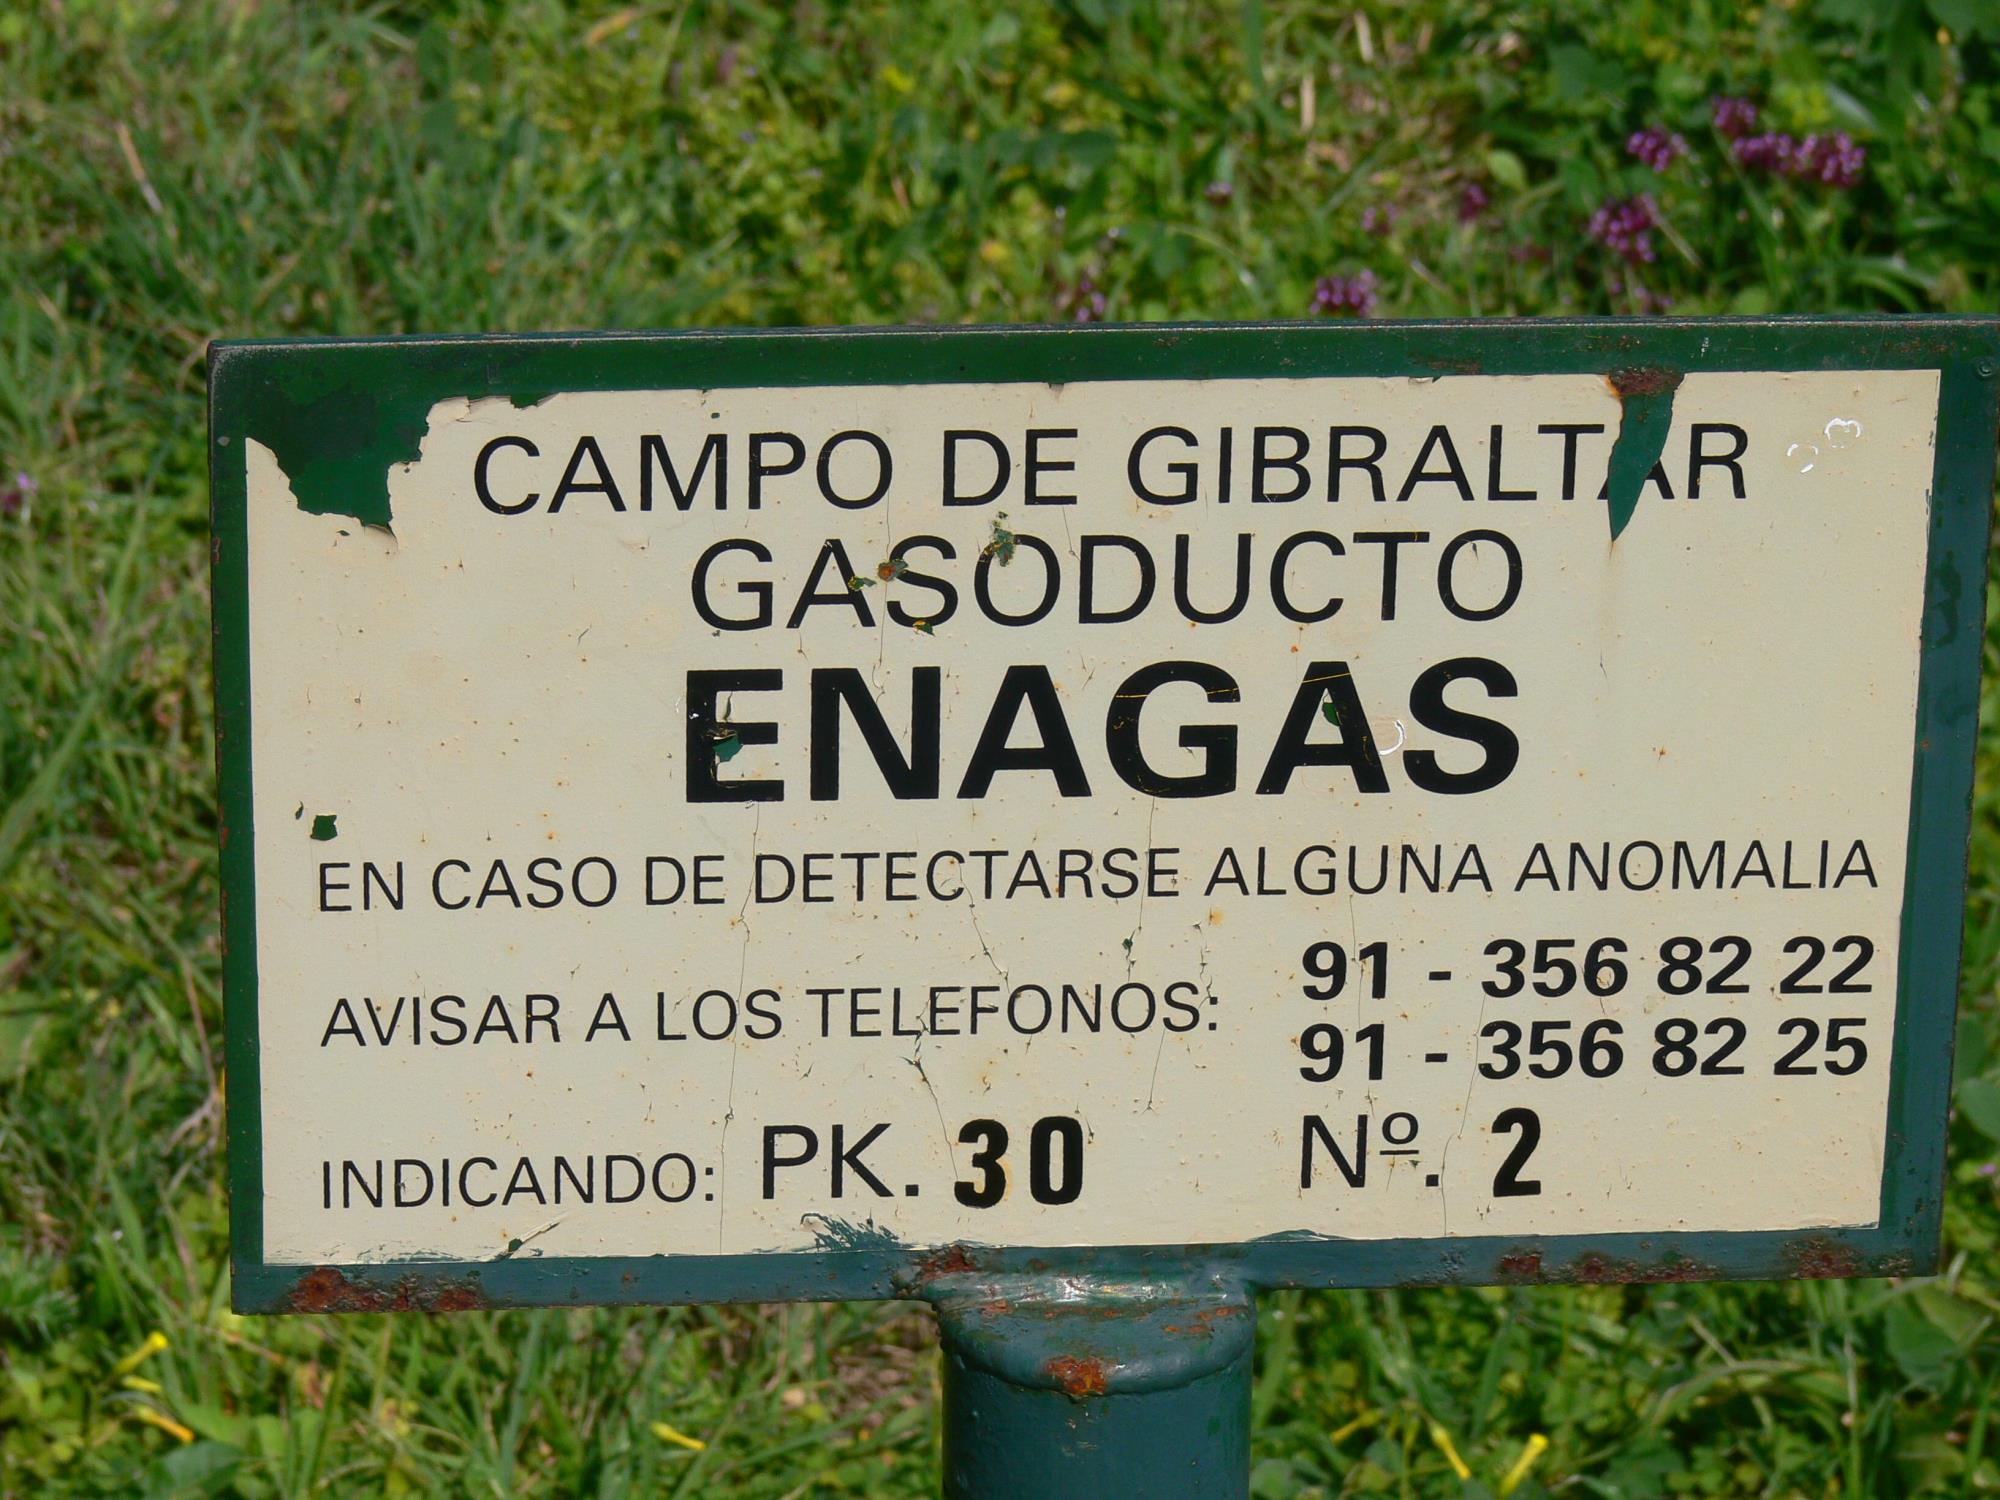 CAMPO DE GIBRALTAR
GASODUCTO
ENAGAS
EN CASO DE DETECTARSE ALGUNA ANOMALIA
AVISAR A LOS TELEFONOS:
91 - 356 82 22
91 - 356 82 25
INDICANDO: PK. 30 Nº. 2